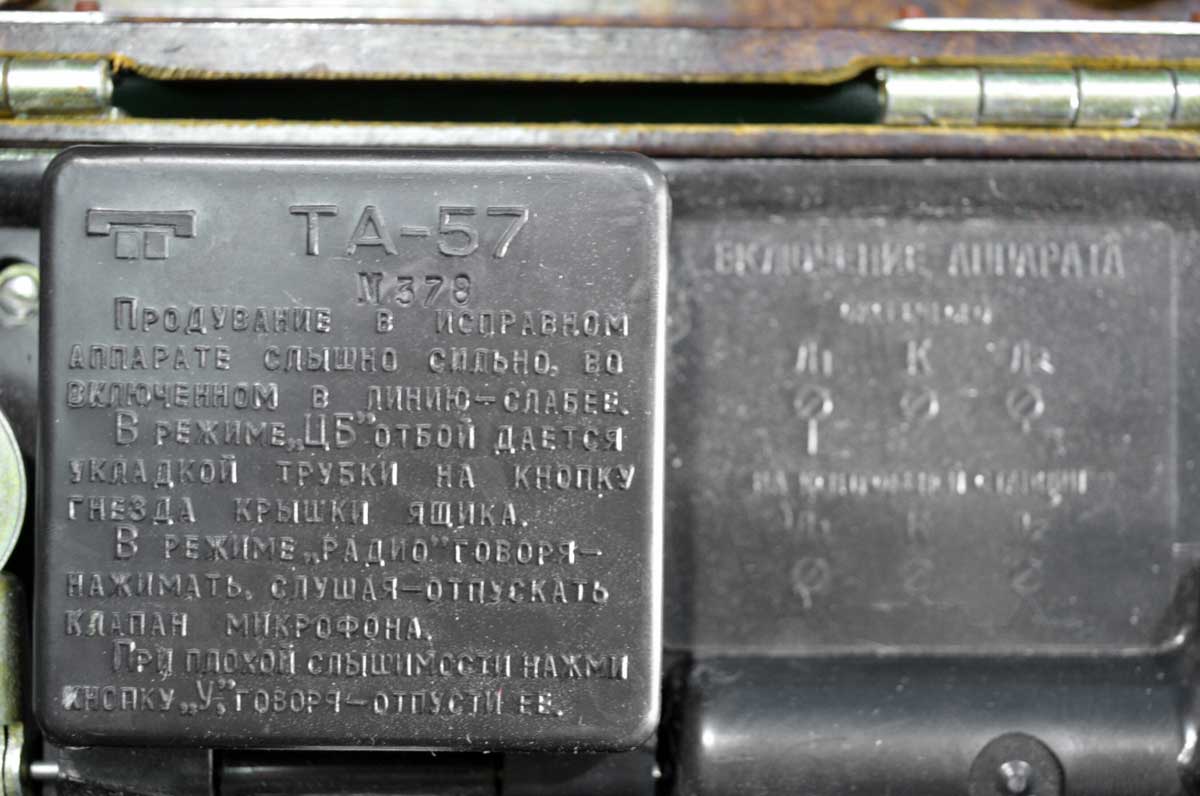 ТА-57
№378
Продувание в исправном
аппарате слышно сильно, во
включенном в линию-слабее.
В режиме„ЦБ”отбой дается
укладкой трубки на кнопку
гнезда крышки ящика.
В режиме„радио”говоря-
нажимать, слушая-отпускать
клапан микрофона.
При плохой слышимости нажми
кнопку„У”, говоря-отпусти ее.
ВКЛЮЧЕНИЕ АППАРАТА
Л1 К Л2
К